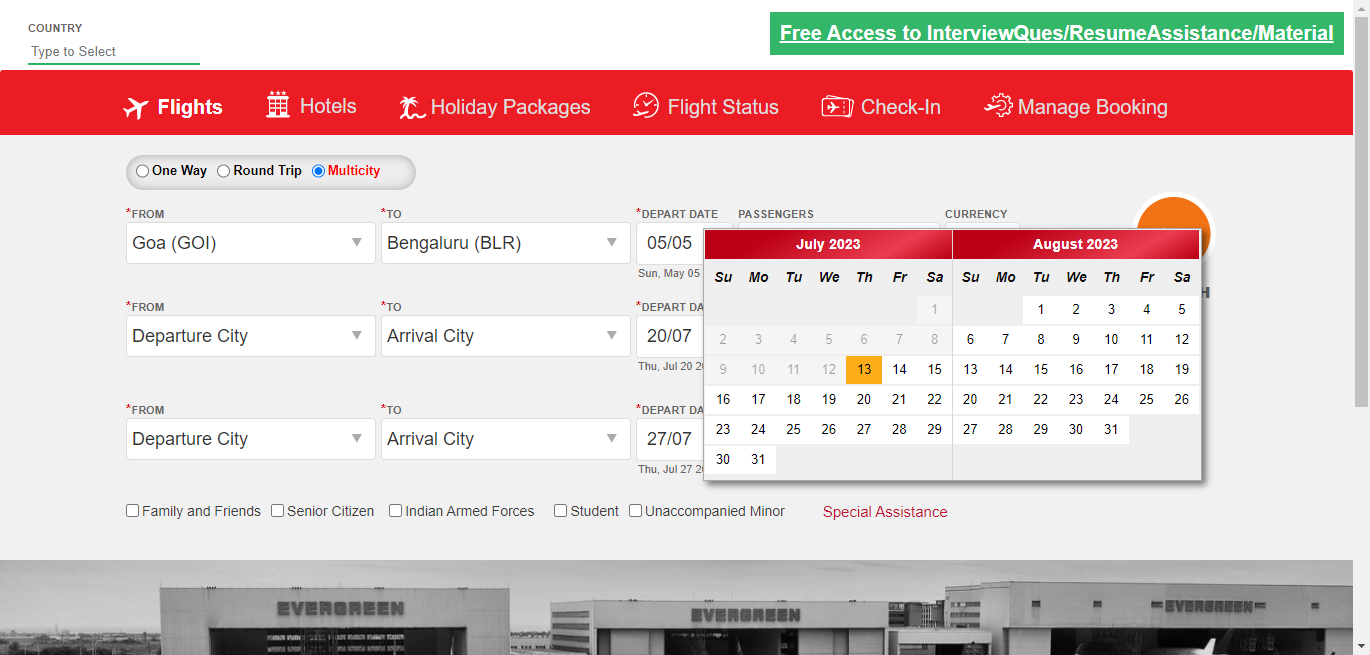 COUNTRY
Type to Select
Free Access to InterviewQues/ResumeAssistance/Material
Flights Hotels Holiday Packages Flight Status Check-In Manage Booking
One Way Round Trip Multicity
*FROM *TO *DEPART DATE PASSENGERS CURRENCY
Goa (GOI) Bengaluru (BLR) 05/05
Sun, May 05
*FROM *TO *DEPART DA
Departure City Arrival City 20/07
Thu, Jul 20 2
*FROM *TO *DEPART DA
Departure City Arrival City 27/07
Thu, Jul 27 2
July 2023 August 2023
Su Mo Tu We Th Fr Sa Su Mo Tu We Th Fr Sa
1 1 2 3 4 5
2 3 4 5 6 7 8 6 7 8 9 10 11 12
9 10 11 12 13 14 15 13 14 15 16 17 18 19
16 17 18 19 20 21 22 20 21 22 23 24 25 26
23 24 25 26 27 28 29 27 28 29 30 31
30 31
H
Family and Friends Senior Citizen Indian Armed Forces Student Unaccompanied Minor Special Assistance
EVERGREEN EVERGREEN EVERGREEN